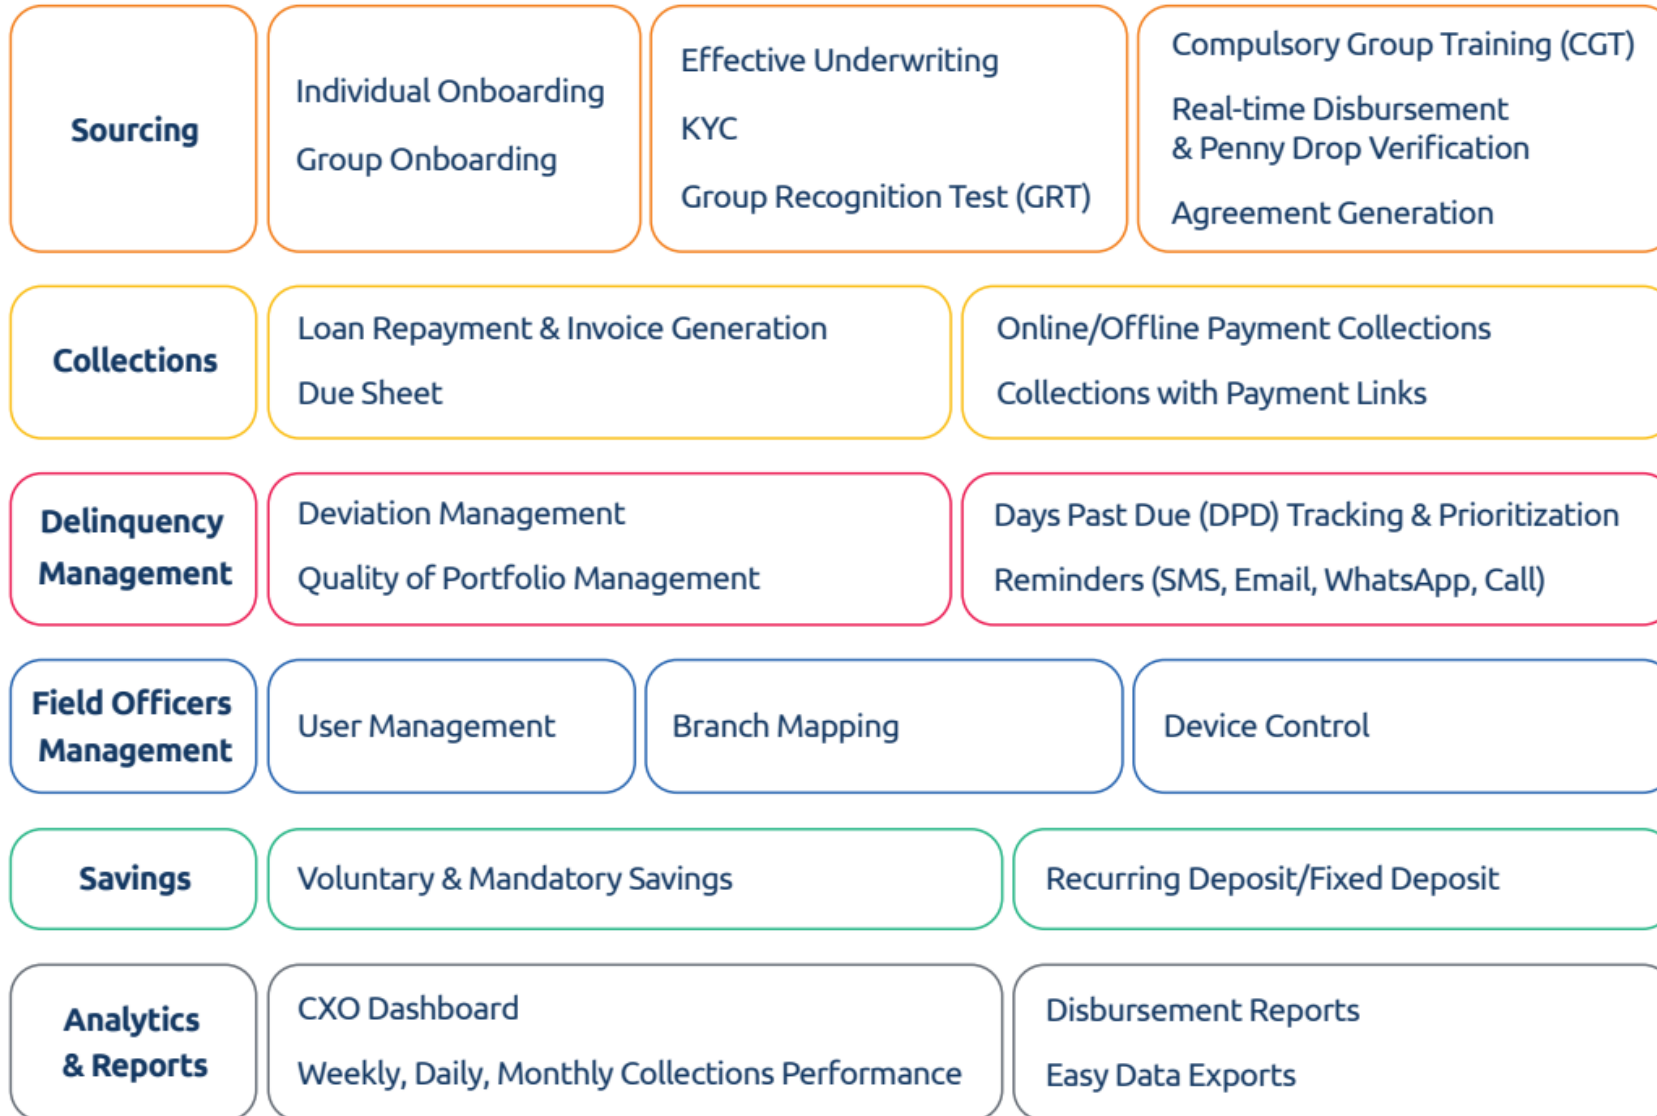 Sourcing
Individual Onboarding
Group Onboarding
Effective Underwriting
KYC
Group Recognition Test (GRT)
Compulsory Group Training (CGT)
Real-time Disbursement
& Penny Drop Verification
Agreement Generation
Collections
Loan Repayment & Invoice Generation
Due Sheet
Online/Offline Payment Collections
Collections with Payment Links
Delinquency
Management
Deviation Management
Quality of Portfolio Management
Days Past Due (DPD) Tracking & Prioritization
Reminders (SMS, Email, WhatsApp, Call)
Field Officers
Management
User Management
Branch Mapping
Device Control
Savings
Voluntary & Mandatory Savings
Recurring Deposit/Fixed Deposit
Analytics
& Reports
CXO Dashboard
Weekly, Daily, Monthly Collections Performance
Disbursement Reports
Easy Data Exports